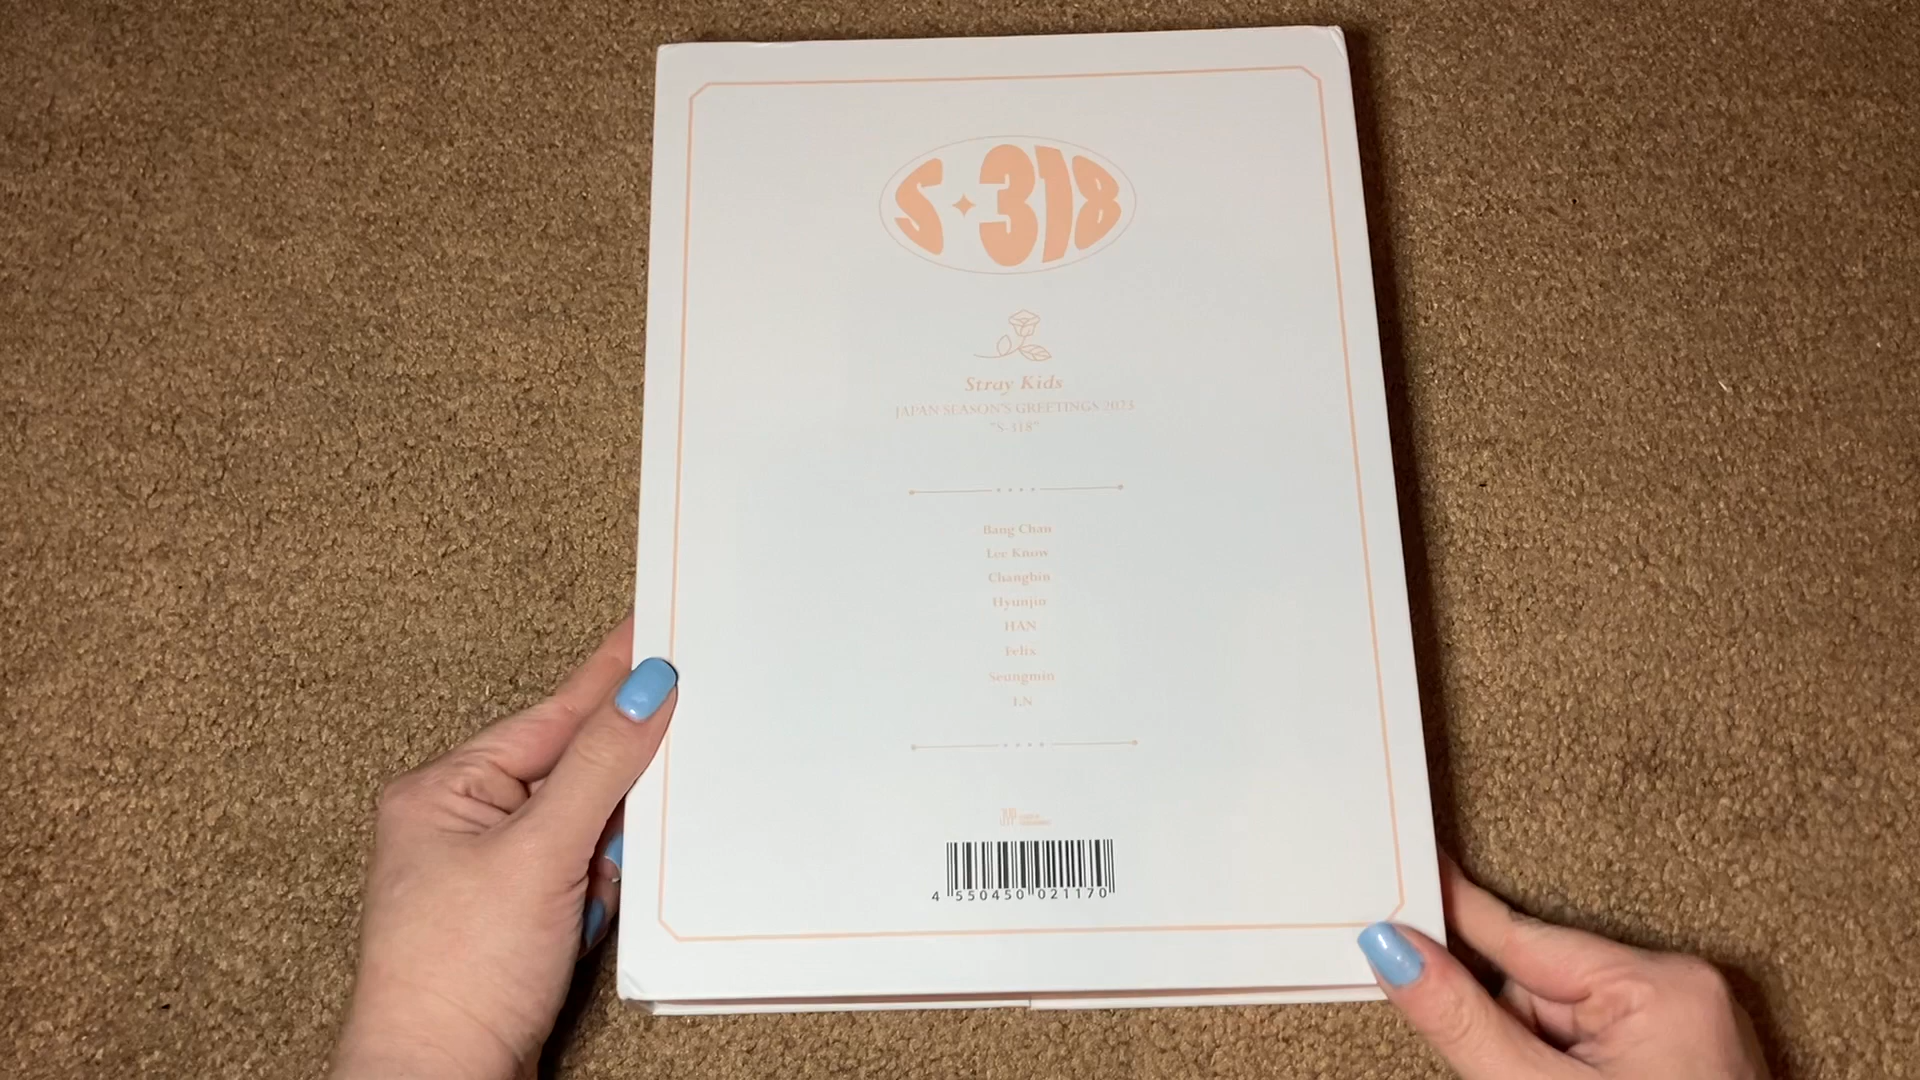 S✦318
Stray Kids
JAPAN SEASON'S GREETINGS 2023
"S-318"
Bang Chan
Lee Know
Changbin
Hyunjin
HAN
Felix
Seungmin
I.N
JYP
4 550450 021170